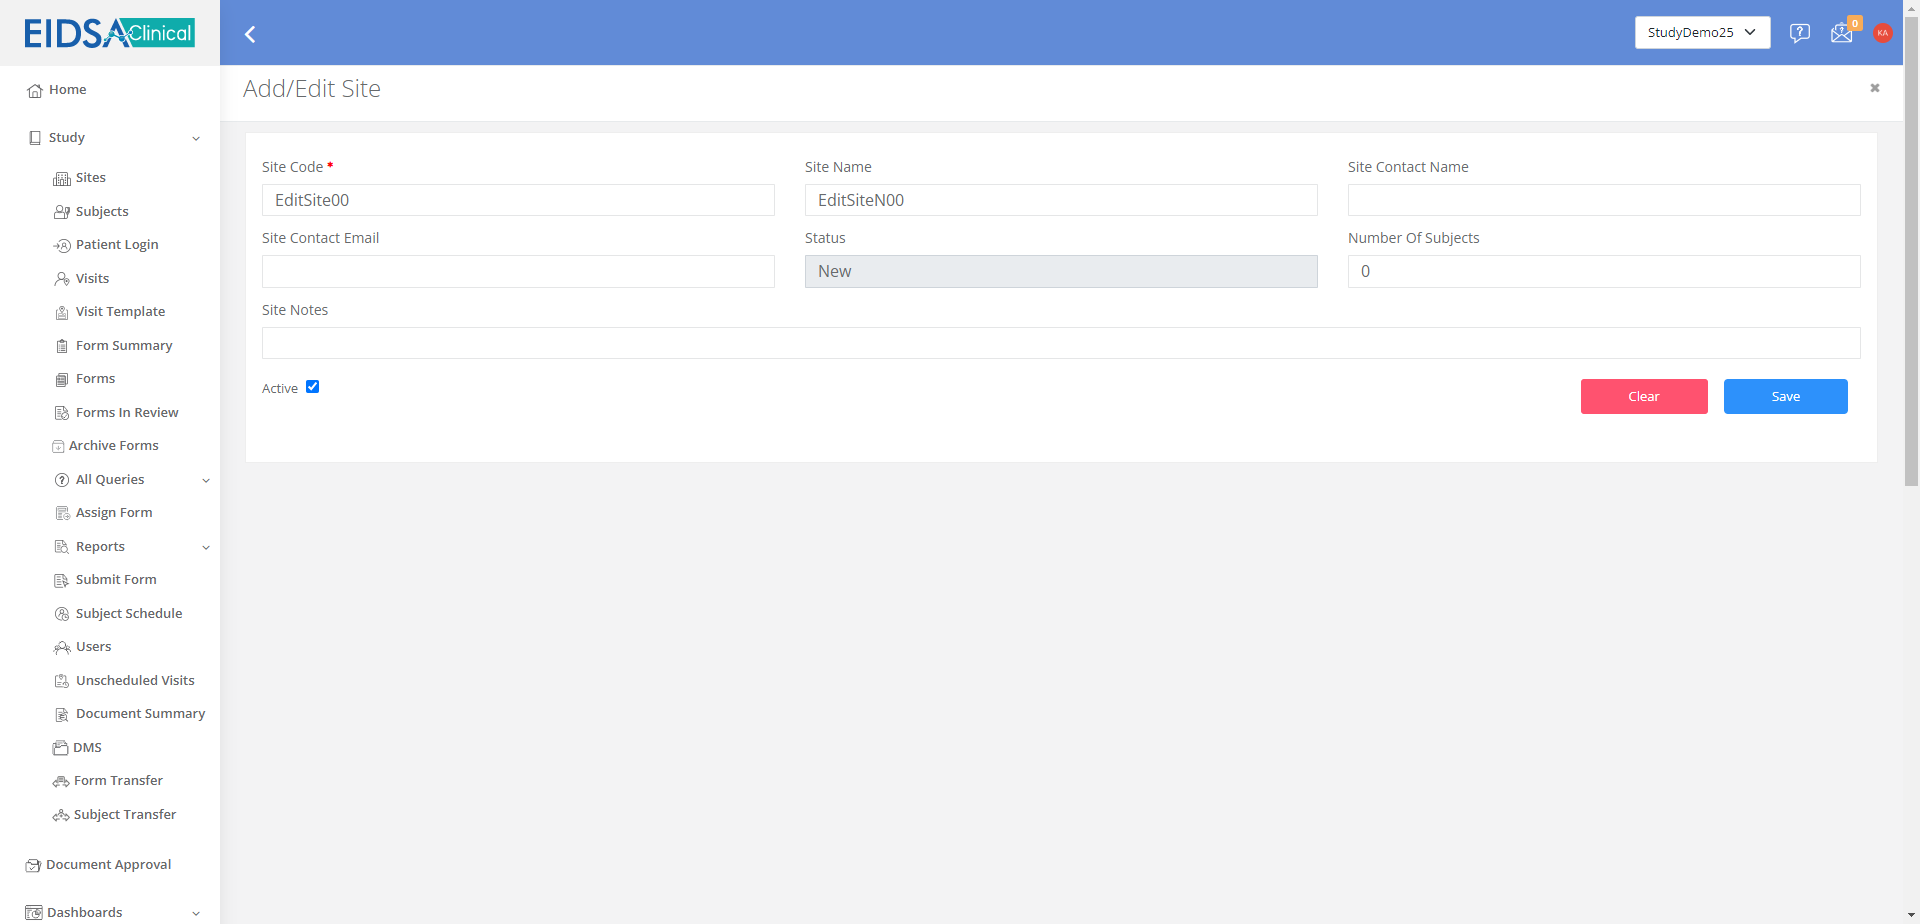 EIDSA Clinical
StudyDemo25
0
KA
Home
Study
Sites
Subjects
Patient Login
Visits
Visit Template
Form Summary
Forms
Forms In Review
Archive Forms
All Queries
Assign Form
Reports
Submit Form
Subject Schedule
Users
Unscheduled Visits
Document Summary
DMS
Form Transfer
Subject Transfer
Document Approval
Dashboards
Add/Edit Site
Site Code *
EditSite00
Site Name
EditSiteN00
Site Contact Name
Site Contact Email
Status
New
Number Of Subjects
0
Site Notes
Active
Clear
Save